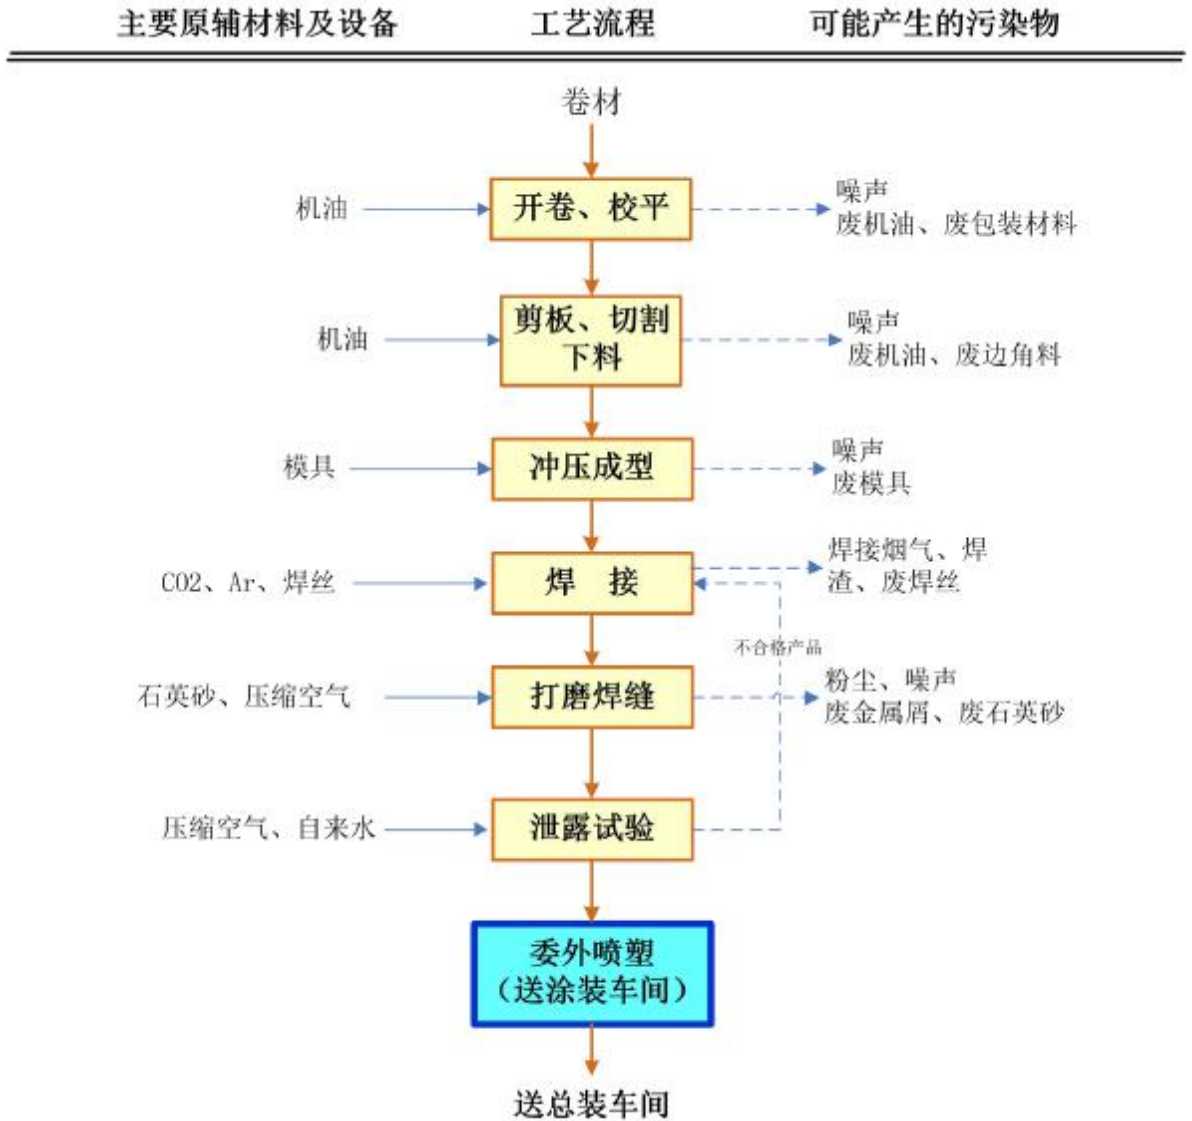 主要原辅材料及设备 工艺流程 可能产生的污染物
卷材
机油 开卷、校平 噪声
废机油、废包装材料
机油 剪板、切割
下料
噪声
废机油、废边角料
模具 冲压成型 噪声
废模具
CO2、Ar、焊丝 焊 接 焊接烟气、焊
渣、废焊丝
不合格产品
石英砂、压缩空气 打磨焊缝 粉尘、噪声
废金属屑、废石英砂
压缩空气、自来水 泄露试验
委外喷塑
（送涂装车间）
送总装车间